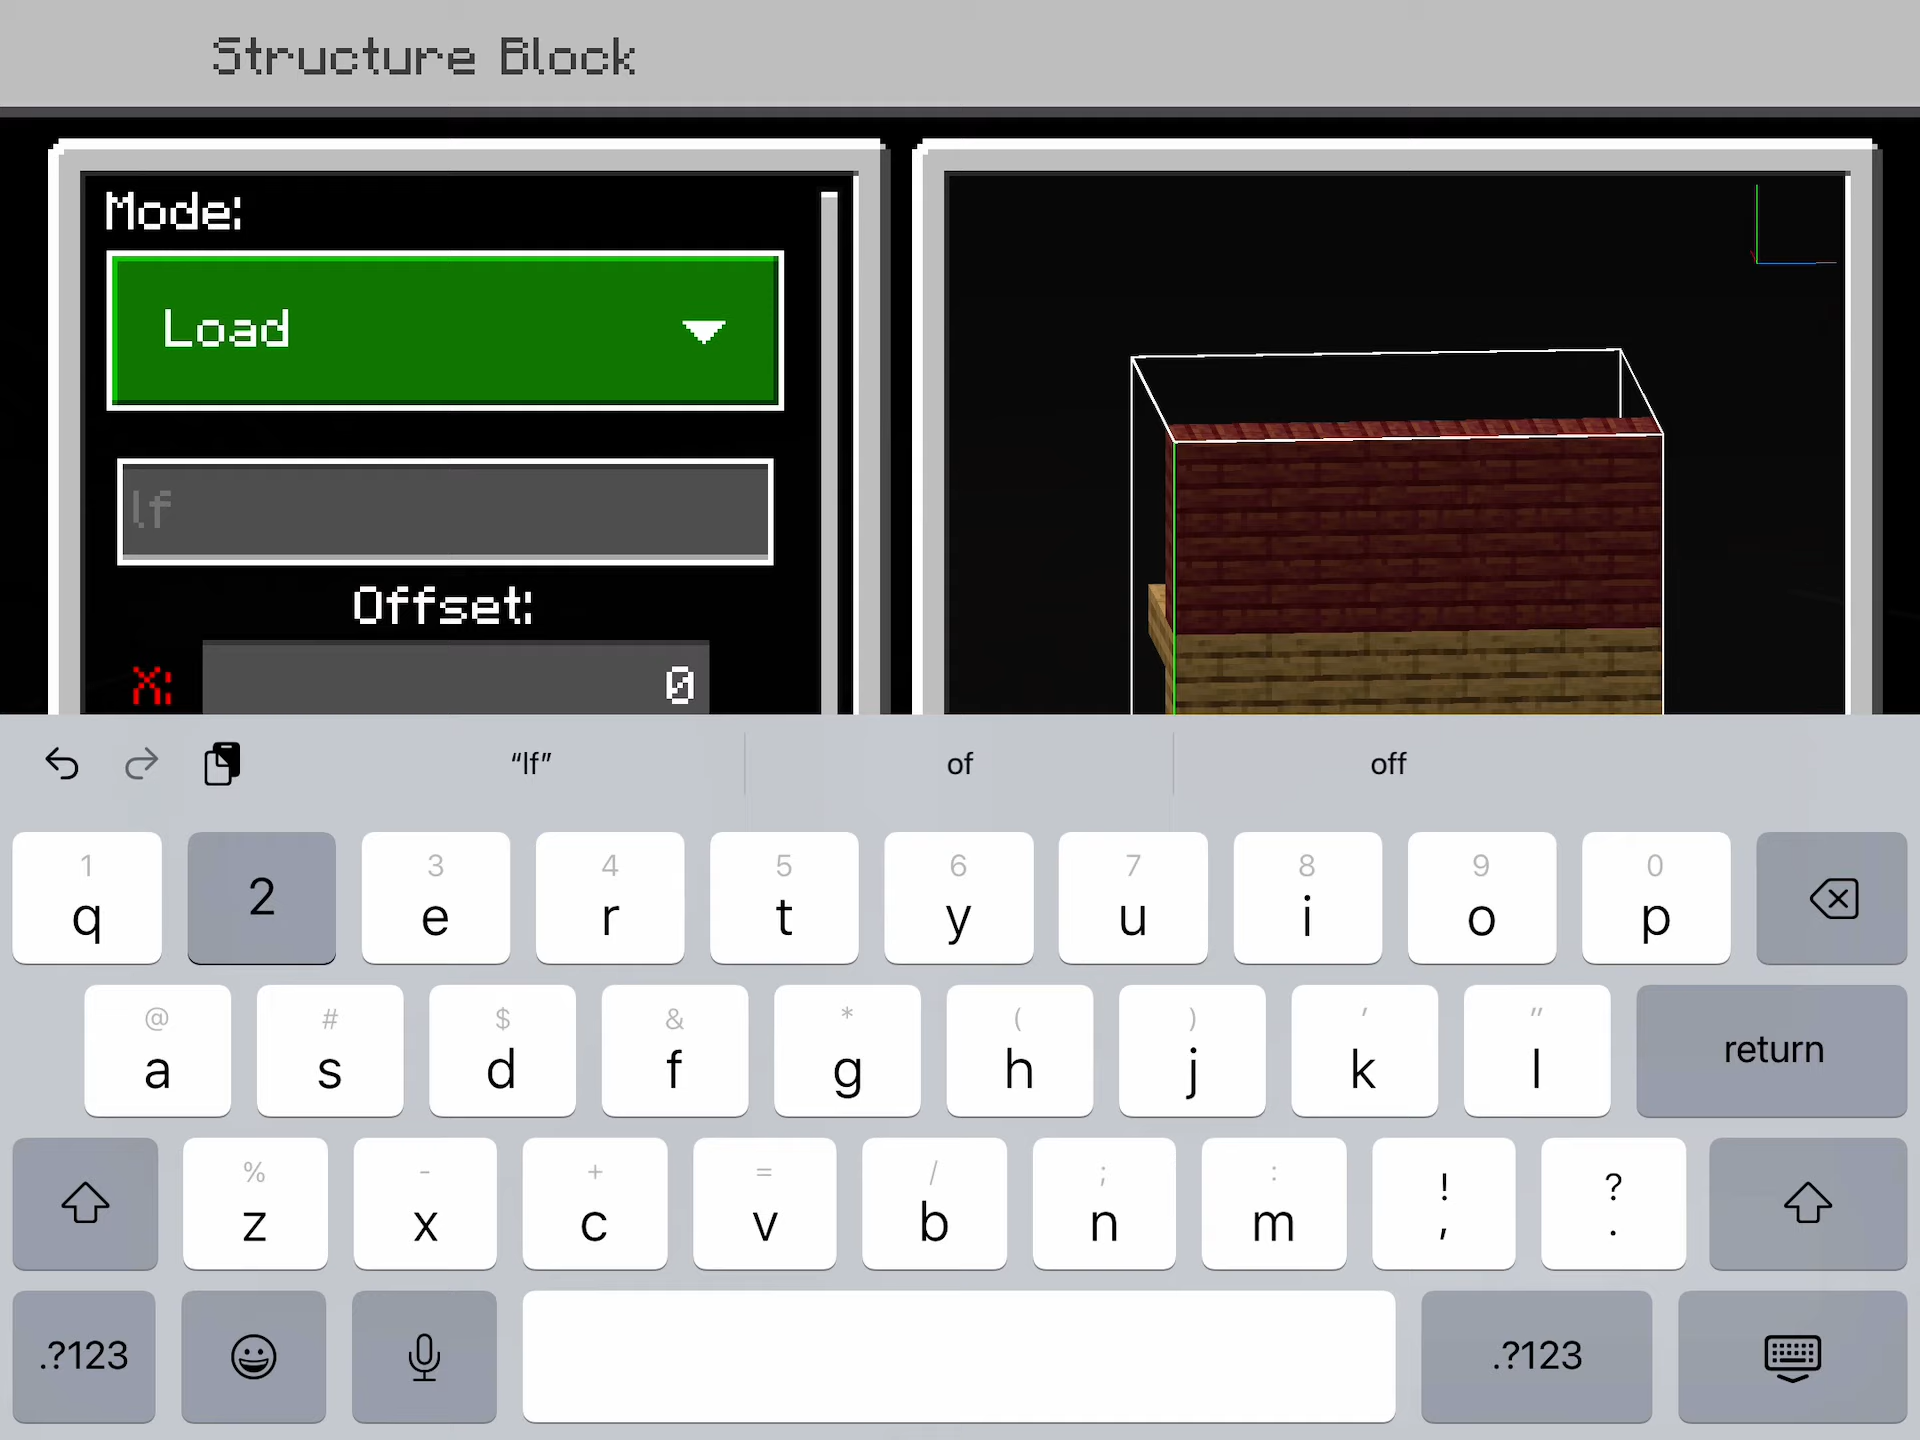 Structure Block
Mode:
Load
lf
Offset:
X: 0
“lf” of off
1 3 4 5 6 7 8 9 0
q 2 e r t y u i o p
@ # $ & * ( ) ' "
a s d f g h j k l return
% - + = / ; : ! ?
z x c v b n m , .
.?123 .?123